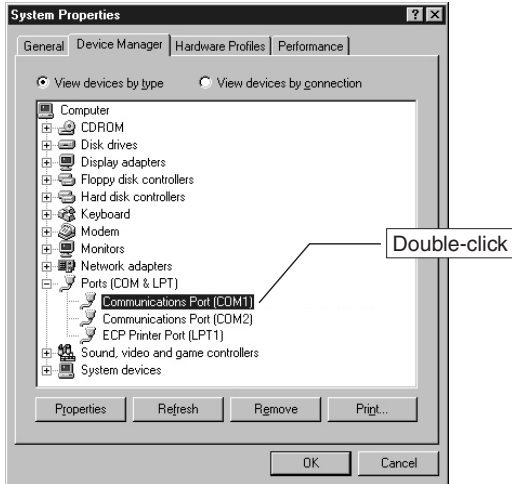 System Properties
General Device Manager Hardware Profiles Performance
View devices by type View devices by connection
Computer
CDROM
Disk drives
Display adapters
Floppy disk controllers
Hard disk controllers
Keyboard
Modem
Monitors
Network adapters
Ports (COM & LPT)
Communications Port (COM1)
Communications Port (COM2)
ECP Printer Port (LPT1)
Sound, video and game controllers
System devices
Double-click
Properties Refresh Remove Print...
OK Cancel